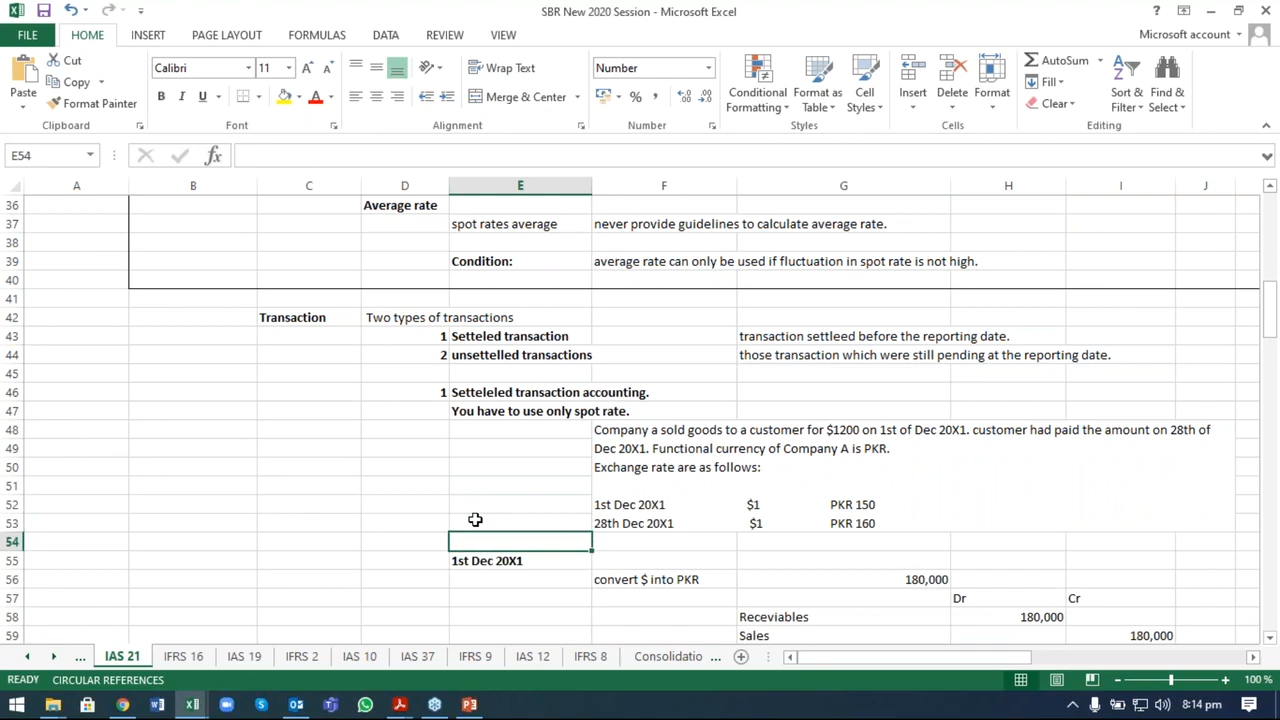 SBR New 2020 Session - Microsoft Excel
FILE HOME INSERT PAGE LAYOUT FORMULAS DATA REVIEW VIEW Microsoft account
Cut
Copy
Format Painter
Paste
Clipboard
Calibri 11
B I U
Font
Wrap Text
Merge & Center
Alignment
Number
% ,
Number
Conditional Formatting
Format as Table
Cell Styles
Styles
Insert Delete Format
Cells
AutoSum
Fill
Clear
Sort & Filter
Find & Select
Editing
E54 fx
A B C D E F G H I J
36 Average rate
37 spot rates average never provide guidelines to calculate average rate.
38
39 Condition: average rate can only be used if fluctuation in spot rate is not high.
40
41
42 Transaction Two types of transactions
43 1 Setteled transaction transaction settleed before the reporting date.
44 2 unsettelled transactions those transaction which were still pending at the reporting date.
45
46 1 Setteleled transaction accounting.
47 You have to use only spot rate.
48 Company a sold goods to a customer for $1200 on 1st of Dec 20X1. customer had paid the amount on 28th of
49 Dec 20X1. Functional currency of Company A is PKR.
50 Exchange rate are as follows:
51
52 1st Dec 20X1 $1 PKR 150
53 28th Dec 20X1 $1 PKR 160
54
55 1st Dec 20X1
56 convert $ into PKR 180,000
57 Dr Cr
58 Receviables 180,000
59 Sales 180,000
... IAS 21 IFRS 16 IAS 19 IFRS 2 IAS 10 IAS 37 IFRS 9 IAS 12 IFRS 8 Consolidatio ...
READY CIRCULAR REFERENCES 100 %
8:14 pm